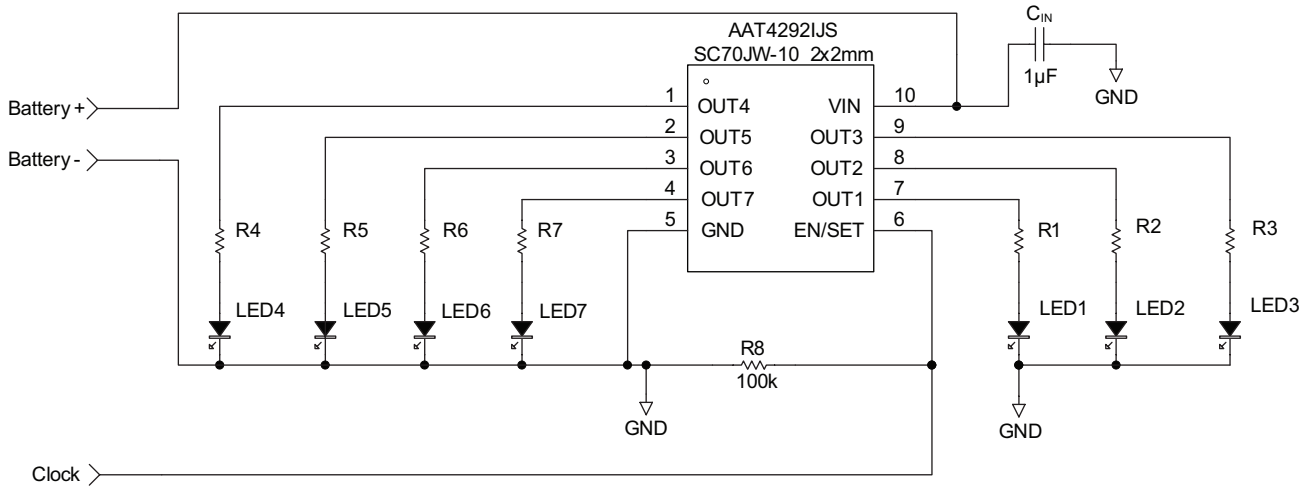 AAT4292IJS
SC70JW-10 2x2mm
C_IN
1µF
GND
Battery +
Battery -
1
OUT4
VIN
10
2
OUT5
OUT3
9
3
OUT6
OUT2
8
4
OUT7
OUT1
7
5
GND
EN/SET
6
R4
R5
R6
R7
R1
R2
R3
LED4
LED5
LED6
LED7
LED1
LED2
LED3
R8
100k
GND
GND
Clock